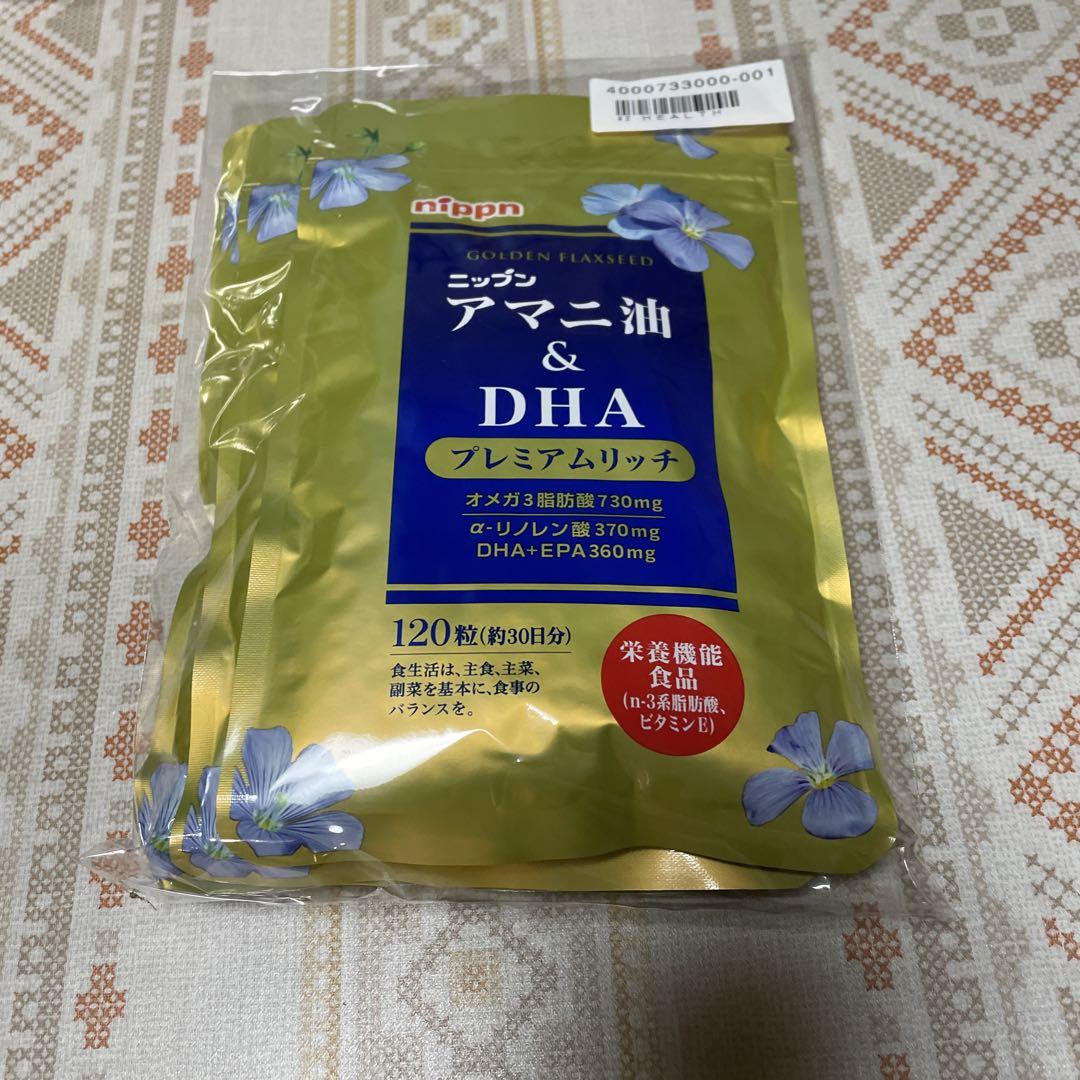 4000733000-001
HEALTH
nippn
GOLDEN FLAXSEED
ニップン
アマニ油
&
DHA
プレミアムリッチ
オメガ3脂肪酸730mg
α-リノレン酸370mg
DHA+EPA360mg
120粒(約30日分)
食生活は、主食、主菜、
副菜を基本に、食事の
バランスを。
栄養機能
食品
(n-3系脂肪酸、
ビタミンE)